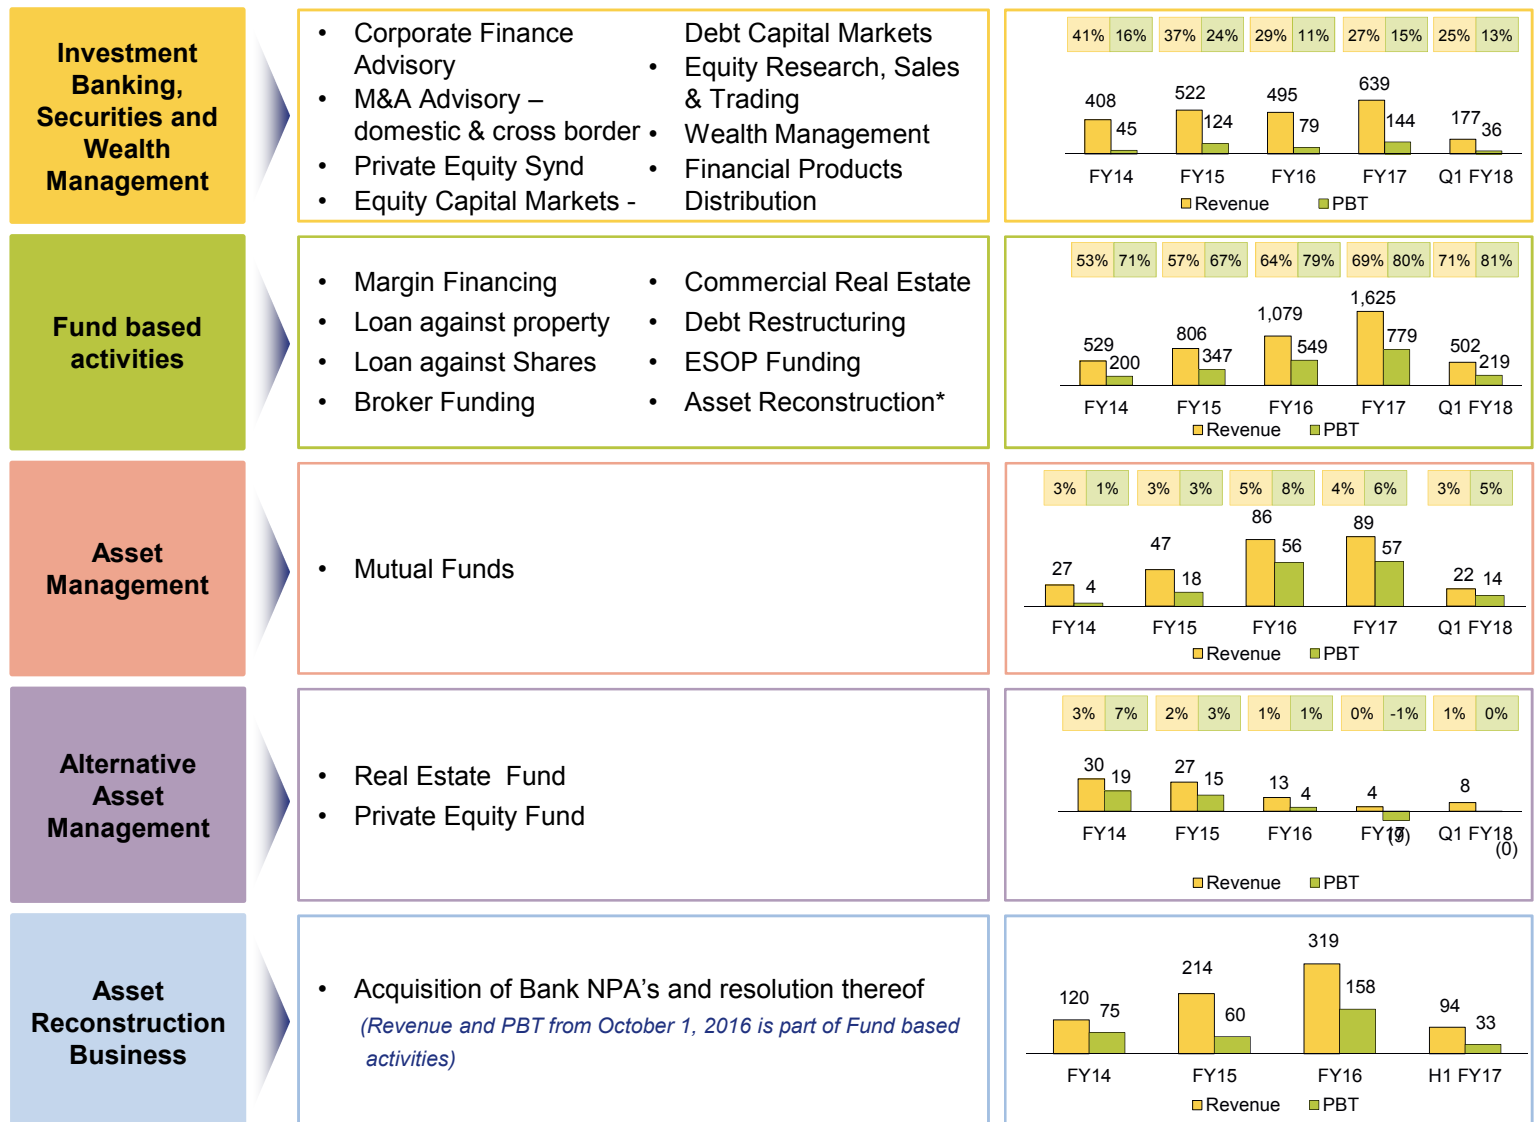 Investment
Banking,
Securities and
Wealth
Management
• Corporate Finance
Advisory
• M&A Advisory –
domestic & cross border
• Private Equity Synd
• Equity Capital Markets -
Debt Capital Markets
• Equity Research, Sales
& Trading
• Wealth Management
• Financial Products
Distribution
41% 16% 37% 24% 29% 11% 27% 15% 25% 13%
408 45 522 124 495 79 639 144 177 36
FY14 FY15 FY16 FY17 Q1 FY18
Revenue PBT
Fund based
activities
• Margin Financing
• Loan against property
• Loan against Shares
• Broker Funding
• Commercial Real Estate
• Debt Restructuring
• ESOP Funding
• Asset Reconstruction*
53% 71% 57% 67% 64% 79% 69% 80% 71% 81%
529 200 806 347 1,079 549 1,625 779 502 219
FY14 FY15 FY16 FY17 Q1 FY18
Revenue PBT
Asset
Management
• Mutual Funds
3% 1% 3% 3% 5% 8% 4% 6% 3% 5%
27 4 47 18 86 56 89 57 22 14
FY14 FY15 FY16 FY17 Q1 FY18
Revenue PBT
Alternative
Asset
Management
• Real Estate Fund
• Private Equity Fund
3% 7% 2% 3% 1% 1% 0% -1% 1% 0%
30 19 27 15 13 4 4 8
FY14 FY15 FY16 FY17 Q1 FY18
(9) (0)
Revenue PBT
Asset
Reconstruction
Business
• Acquisition of Bank NPA's and resolution thereof
(Revenue and PBT from October 1, 2016 is part of Fund based
activities)
120 75 214 60 319 158 94 33
FY14 FY15 FY16 H1 FY17
Revenue PBT